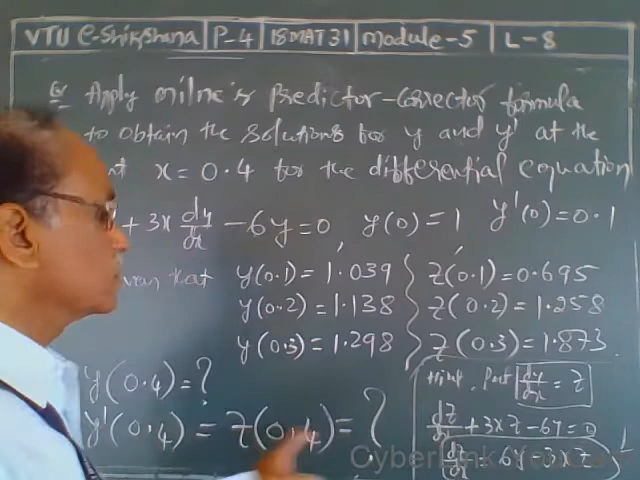 VTU e-Shikshana | P-4 | 18MAT31 | Module-5 | L-8
Apply Milne's Predictor-Corrector formula
to obtain the solutions for y and y' at the
x = 0.4 for the differential equation
+ 3x dy/dx - 6y = 0, y(0) = 1, y'(0) = 0.1
that y(0.1) = 1.039 z(0.1) = 0.695
y(0.2) = 1.138 z(0.2) = 1.258
y(0.3) = 1.298 z(0.3) = 1.873
y(0.4) = ?
y'(0.4) = z(0.4) = ?
Hint. Put dy/dx = z
dz/dx + 3xz - 6y = 0
dz/dx = 6y - 3xz
CyberLink